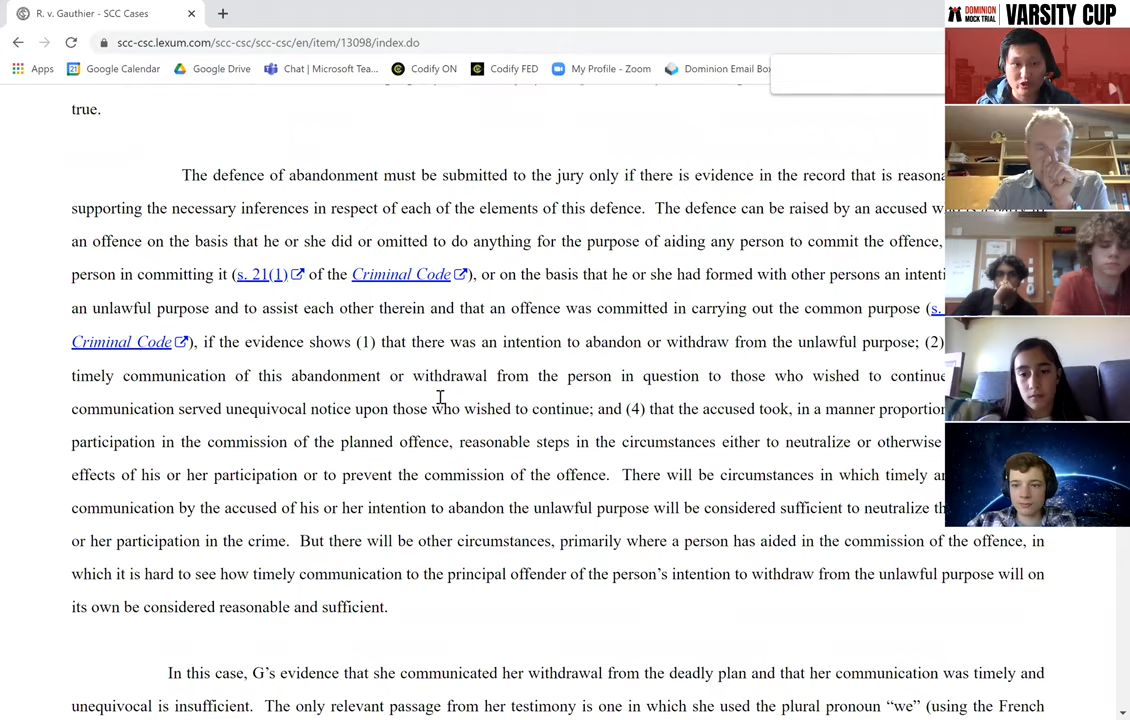 R. v. Gauthier - SCC Cases
DOMINION MOCK TRIAL VARSITY CUP
scc-csc.lexum.com/scc-csc/scc-csc/en/item/13098/index.do
Apps Google Calendar Google Drive Chat | Microsoft Tea... Codify ON Codify FED My Profile - Zoom Dominion Email Box
true.
The defence of abandonment must be submitted to the jury only if there is evidence in the record that is
supporting the necessary inferences in respect of each of the elements of this defence. The defence can be raised by an accused
an offence on the basis that he or she did or omitted to do anything for the purpose of aiding any person to commit the offence,
person in committing it (s. 21(1) of the Criminal Code), or on the basis that he or she had formed with other persons an
an unlawful purpose and to assist each other therein and that an offence was committed in carrying out the common purpose (s.
Criminal Code), if the evidence shows (1) that there was an intention to abandon or withdraw from the unlawful purpose; (2)
timely communication of this abandonment or withdrawal from the person in question to those who wished to continue
communication served unequivocal notice upon those who wished to continue; and (4) that the accused took, in a manner
participation in the commission of the planned offence, reasonable steps in the circumstances either to neutralize or otherwise
effects of his or her participation or to prevent the commission of the offence. There will be circumstances in which timely
communication by the accused of his or her intention to abandon the unlawful purpose will be considered sufficient to neutralize
or her participation in the crime. But there will be other circumstances, primarily where a person has aided in the commission of the offence, in
which it is hard to see how timely communication to the principal offender of the person's intention to withdraw from the unlawful purpose will on
its own be considered reasonable and sufficient.
In this case, G's evidence that she communicated her withdrawal from the deadly plan and that her communication was timely and
unequivocal is insufficient. The only relevant passage from her testimony is one in which she used the plural pronoun "we" (using the French